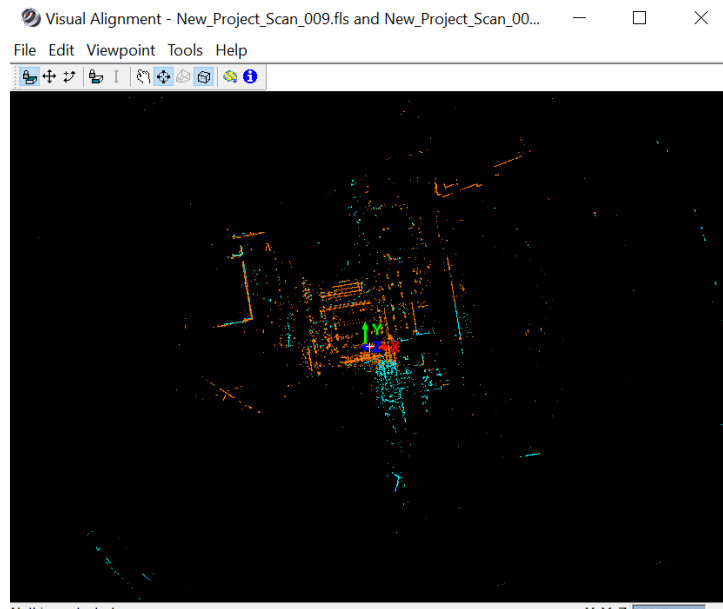 Visual Alignment - New_Project_Scan_009.fls and New_Project_Scan_00...
File Edit Viewpoint Tools Help
Y
X